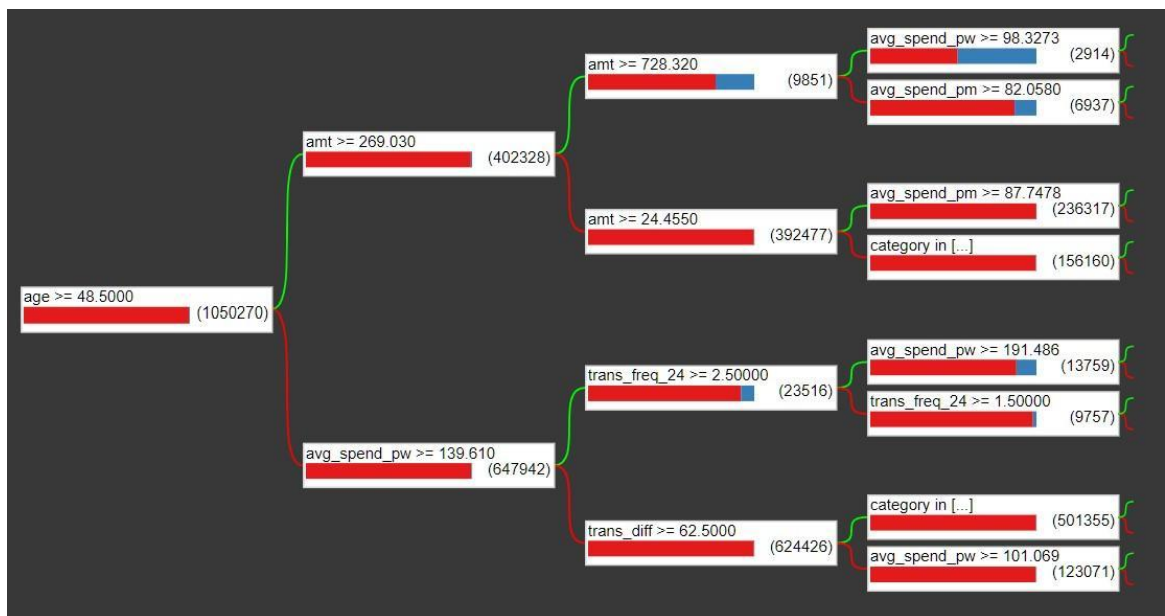 age >= 48.5000
(1050270)
amt >= 269.030
(402328)
avg_spend_pw >= 139.610
(647942)
amt >= 728.320
(9851)
amt >= 24.4550
(392477)
trans_freq_24 >= 2.50000
(23516)
trans_diff >= 62.5000
(624426)
avg_spend_pw >= 98.3273
(2914)
avg_spend_pm >= 82.0580
(6937)
avg_spend_pm >= 87.7478
(236317)
category in [...]
(156160)
avg_spend_pw >= 191.486
(13759)
trans_freq_24 >= 1.50000
(9757)
category in [...]
(501355)
avg_spend_pw >= 101.069
(123071)